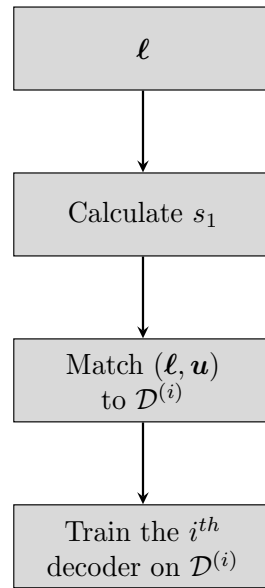 ℓ
Calculate s₁
Match (ℓ, u)
to 𝒟⁽ⁱ⁾
Train the iᵗʰ
decoder on 𝒟⁽ⁱ⁾